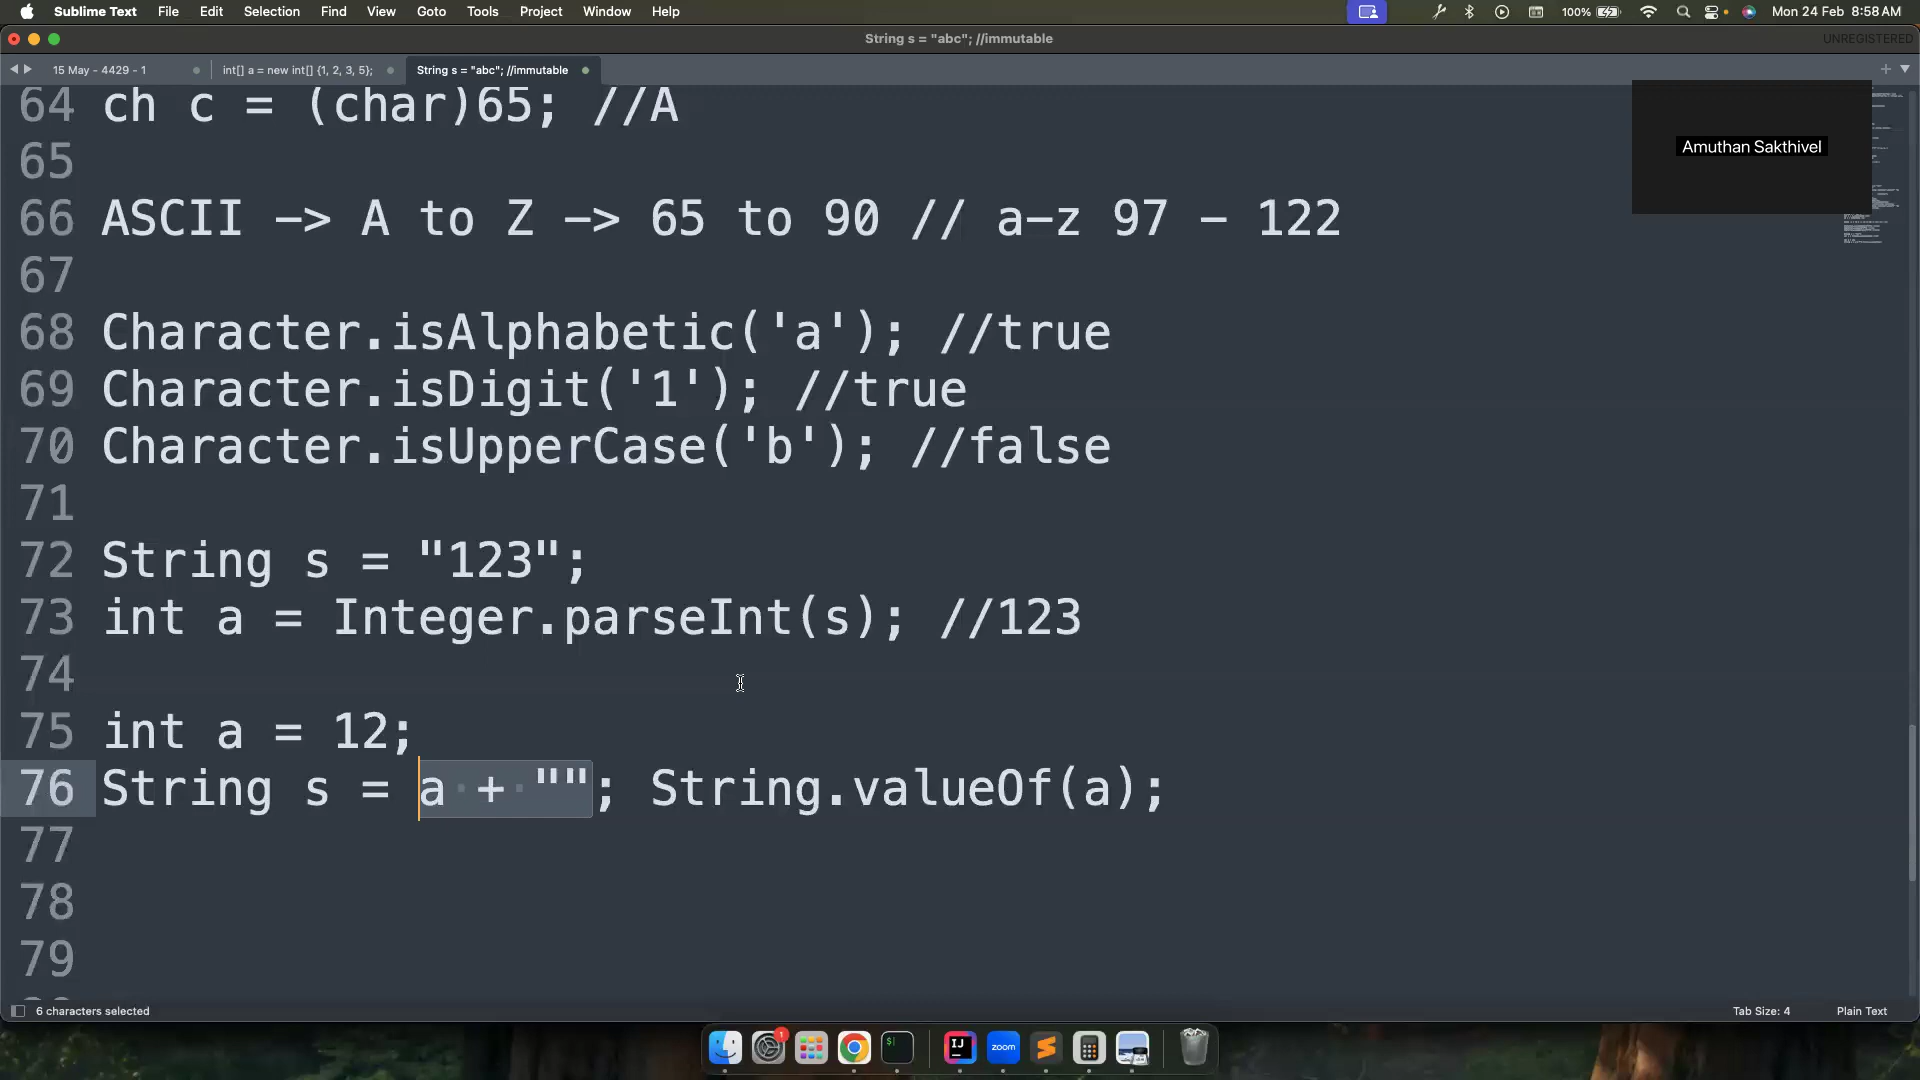 Sublime Text File Edit Selection Find View Goto Tools Project Window Help 100% Mon 24 Feb 8:58 AM
String s = "abc"; //immutable UNREGISTERED
15 May - 4429 - 1 int[] a = new int[] {1, 2, 3, 5}; String s = "abc"; //immutable
64 ch c = (char)65; //A
Amuthan Sakthivel
65
66 ASCII -> A to Z -> 65 to 90 // a-z 97 - 122
67
68 Character.isAlphabetic('a'); //true
69 Character.isDigit('1'); //true
70 Character.isUpperCase('b'); //false
71
72 String s = "123";
73 int a = Integer.parseInt(s); //123
74
75 int a = 12;
76 String s = a + ""; String.valueOf(a);
77
78
79
6 characters selected Tab Size: 4 Plain Text
1
$
IJ
zoom